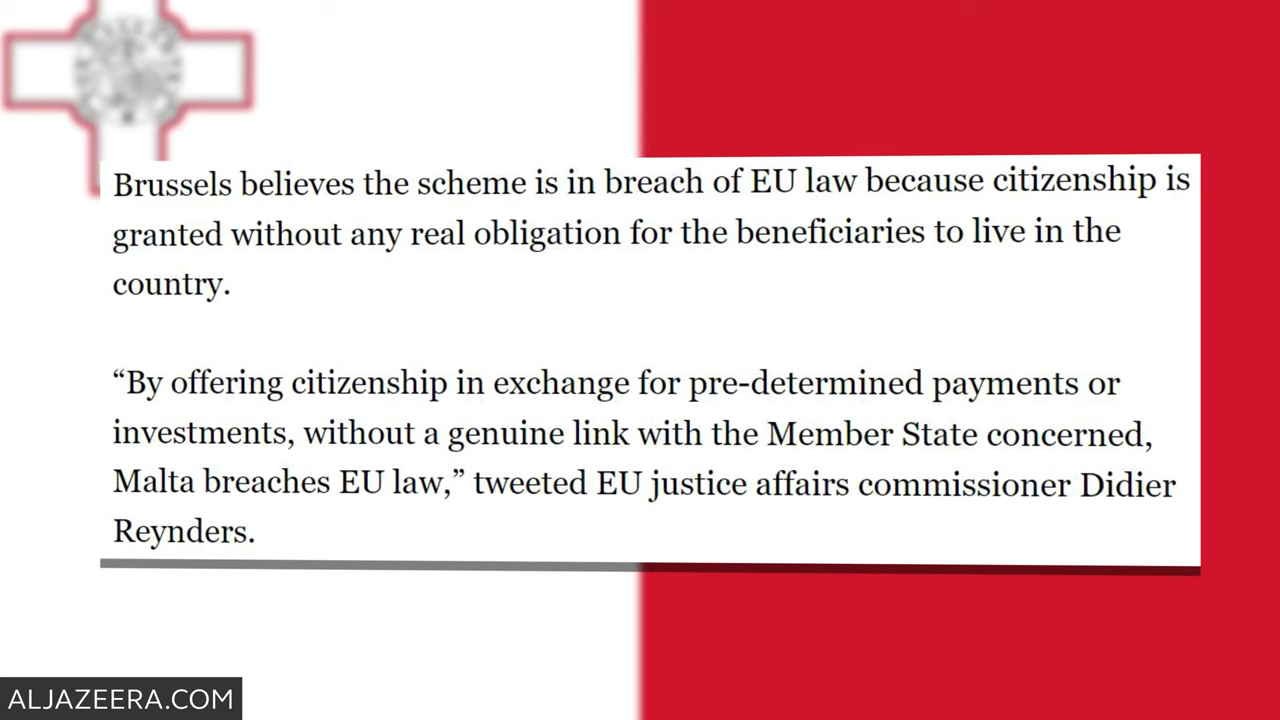 Brussels believes the scheme is in breach of EU law because citizenship is
granted without any real obligation for the beneficiaries to live in the
country.
“By offering citizenship in exchange for pre-determined payments or
investments, without a genuine link with the Member State concerned,
Malta breaches EU law,” tweeted EU justice affairs commissioner Didier
Reynders.
ALJAZEERA.COM